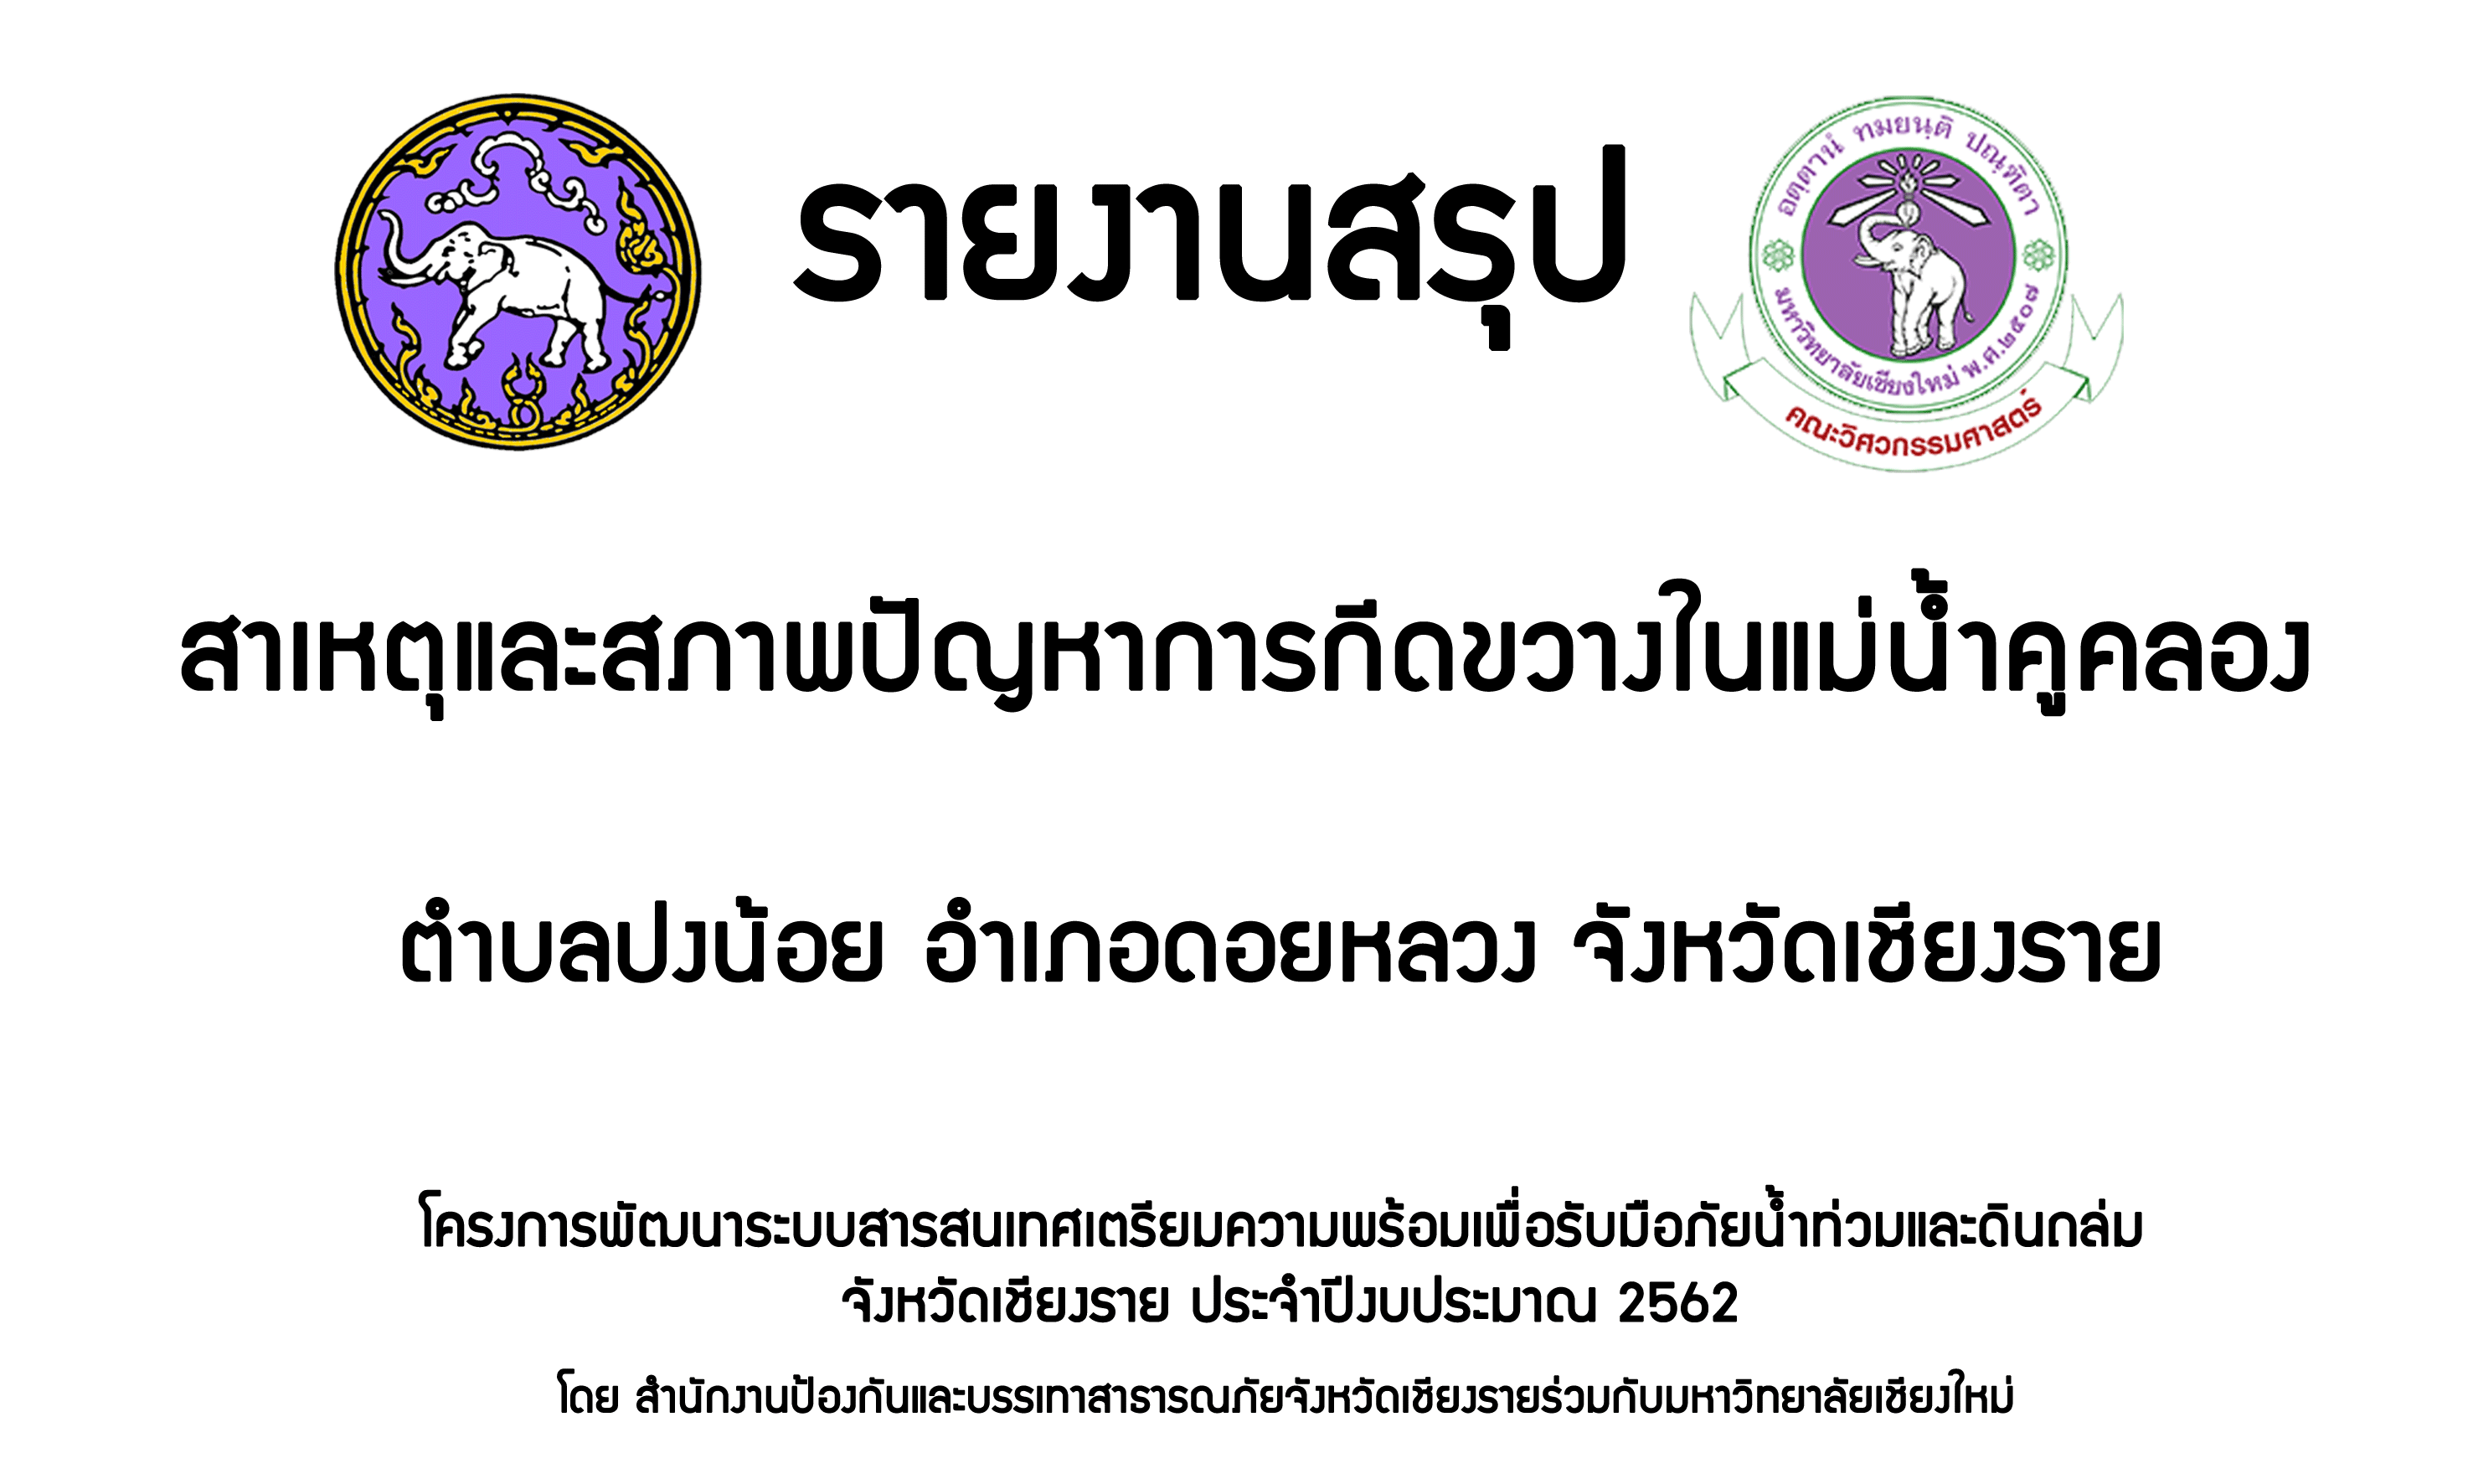 รายงานสรุป
อตฺตานํ ทมยนฺติ ปณฺฑิตา
มหาวิทยาลัยเชียงใหม่ พ.ศ.๒๕๐๗
คณะวิศวกรรมศาสตร์
สาเหตุและสภาพปัญหาการกีดขวางในแม่น้ำคูคลอง
ตำบลปงน้อย อำเภอดอยหลวง จังหวัดเชียงราย
โครงการพัฒนาระบบสารสนเทศเตรียมความพร้อมเพื่อรับมือภัยน้ำท่วมและดินถล่ม
จังหวัดเชียงราย ประจำปีงบประมาณ 2562
โดย สำนักงานป้องกันและบรรเทาสาธารณภัยจังหวัดเชียงรายร่วมกับมหาวิทยาลัยเชียงใหม่